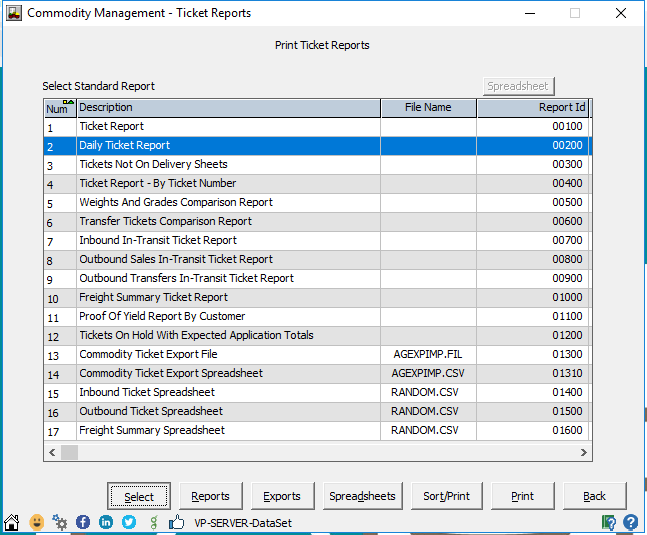 Commodity Management - Ticket Reports
Print Ticket Reports
Select Standard Report Spreadsheet
Num Description File Name Report Id
1 Ticket Report 00100
2 Daily Ticket Report 00200
3 Tickets Not On Delivery Sheets 00300
4 Ticket Report - By Ticket Number 00400
5 Weights And Grades Comparison Report 00500
6 Transfer Tickets Comparison Report 00600
7 Inbound In-Transit Ticket Report 00700
8 Outbound Sales In-Transit Ticket Report 00800
9 Outbound Transfers In-Transit Ticket Report 00900
10 Freight Summary Ticket Report 01000
11 Proof Of Yield Report By Customer 01100
12 Tickets On Hold With Expected Application Totals 01200
13 Commodity Ticket Export File AGEXPIMP.FIL 01300
14 Commodity Ticket Export Spreadsheet AGEXPIMP.CSV 01310
15 Inbound Ticket Spreadsheet RANDOM.CSV 01400
16 Outbound Ticket Spreadsheet RANDOM.CSV 01500
17 Freight Summary Spreadsheet RANDOM.CSV 01600
Select Reports Exports Spreadsheets Sort/Print Print Back
VP-SERVER-DataSet